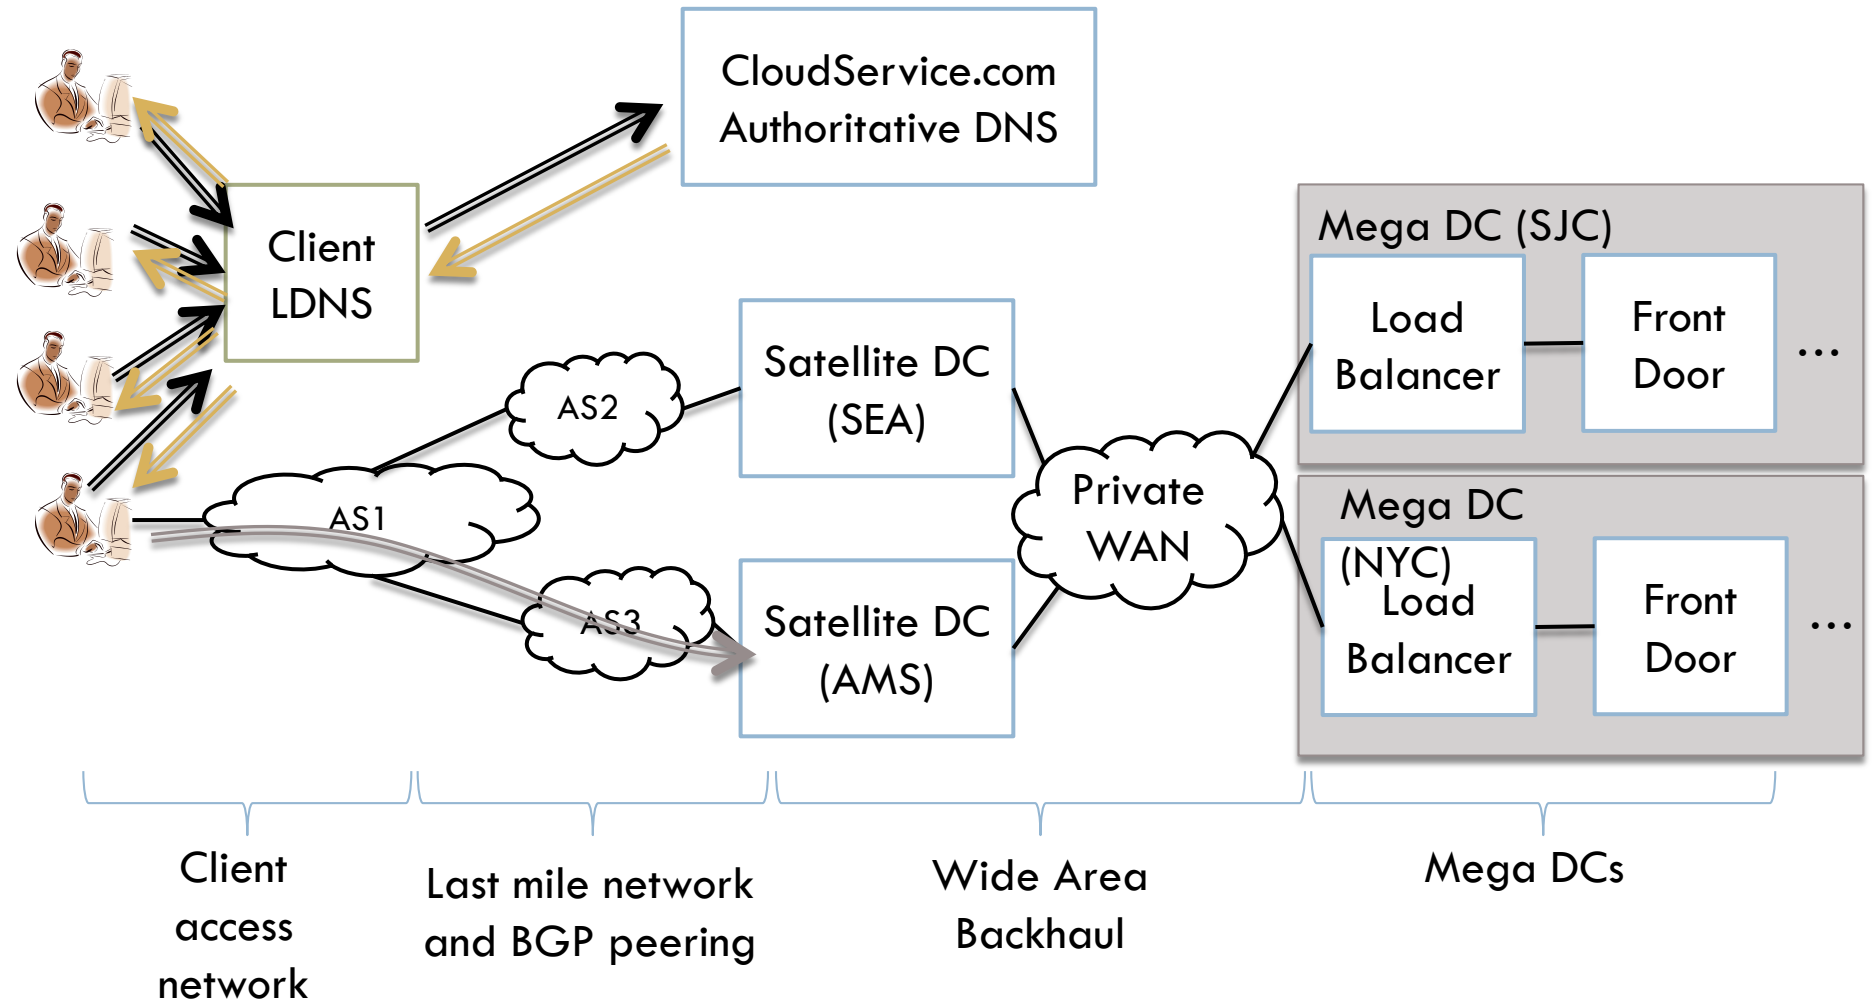 CloudService.com
Authoritative DNS
Client
LDNS
Mega DC (SJC)
Load
Balancer
Front
Door
...
Satellite DC
(SEA)
AS2
AS1
Private
WAN
Mega DC
(NYC)
Load
Balancer
Front
Door
...
AS3
Satellite DC
(AMS)
Client
access
network
Last mile network
and BGP peering
Wide Area
Backhaul
Mega DCs